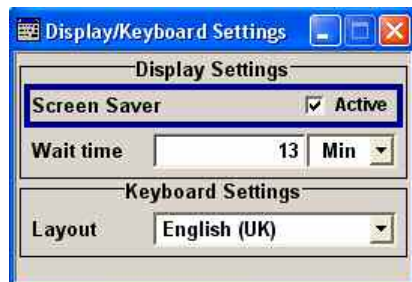 Display/Keyboard Settings
Display Settings
Screen Saver Active
Wait time 13 Min
Keyboard Settings
Layout English (UK)